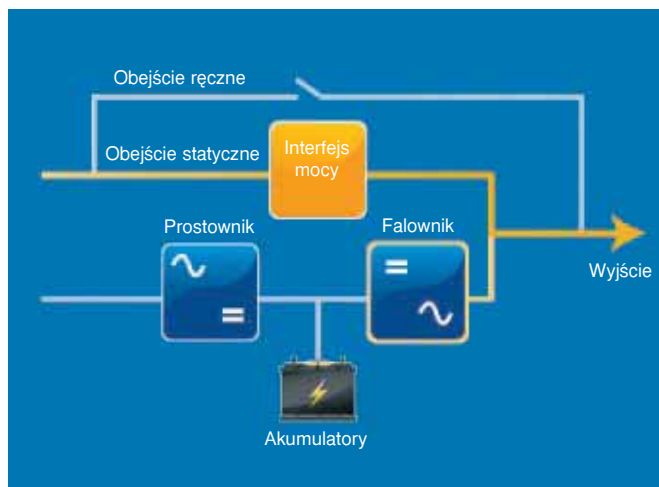 Obejście ręczne
Obejście statyczne
Interfejs
mocy
Prostownik
Falownik
Wyjście
Akumulatory